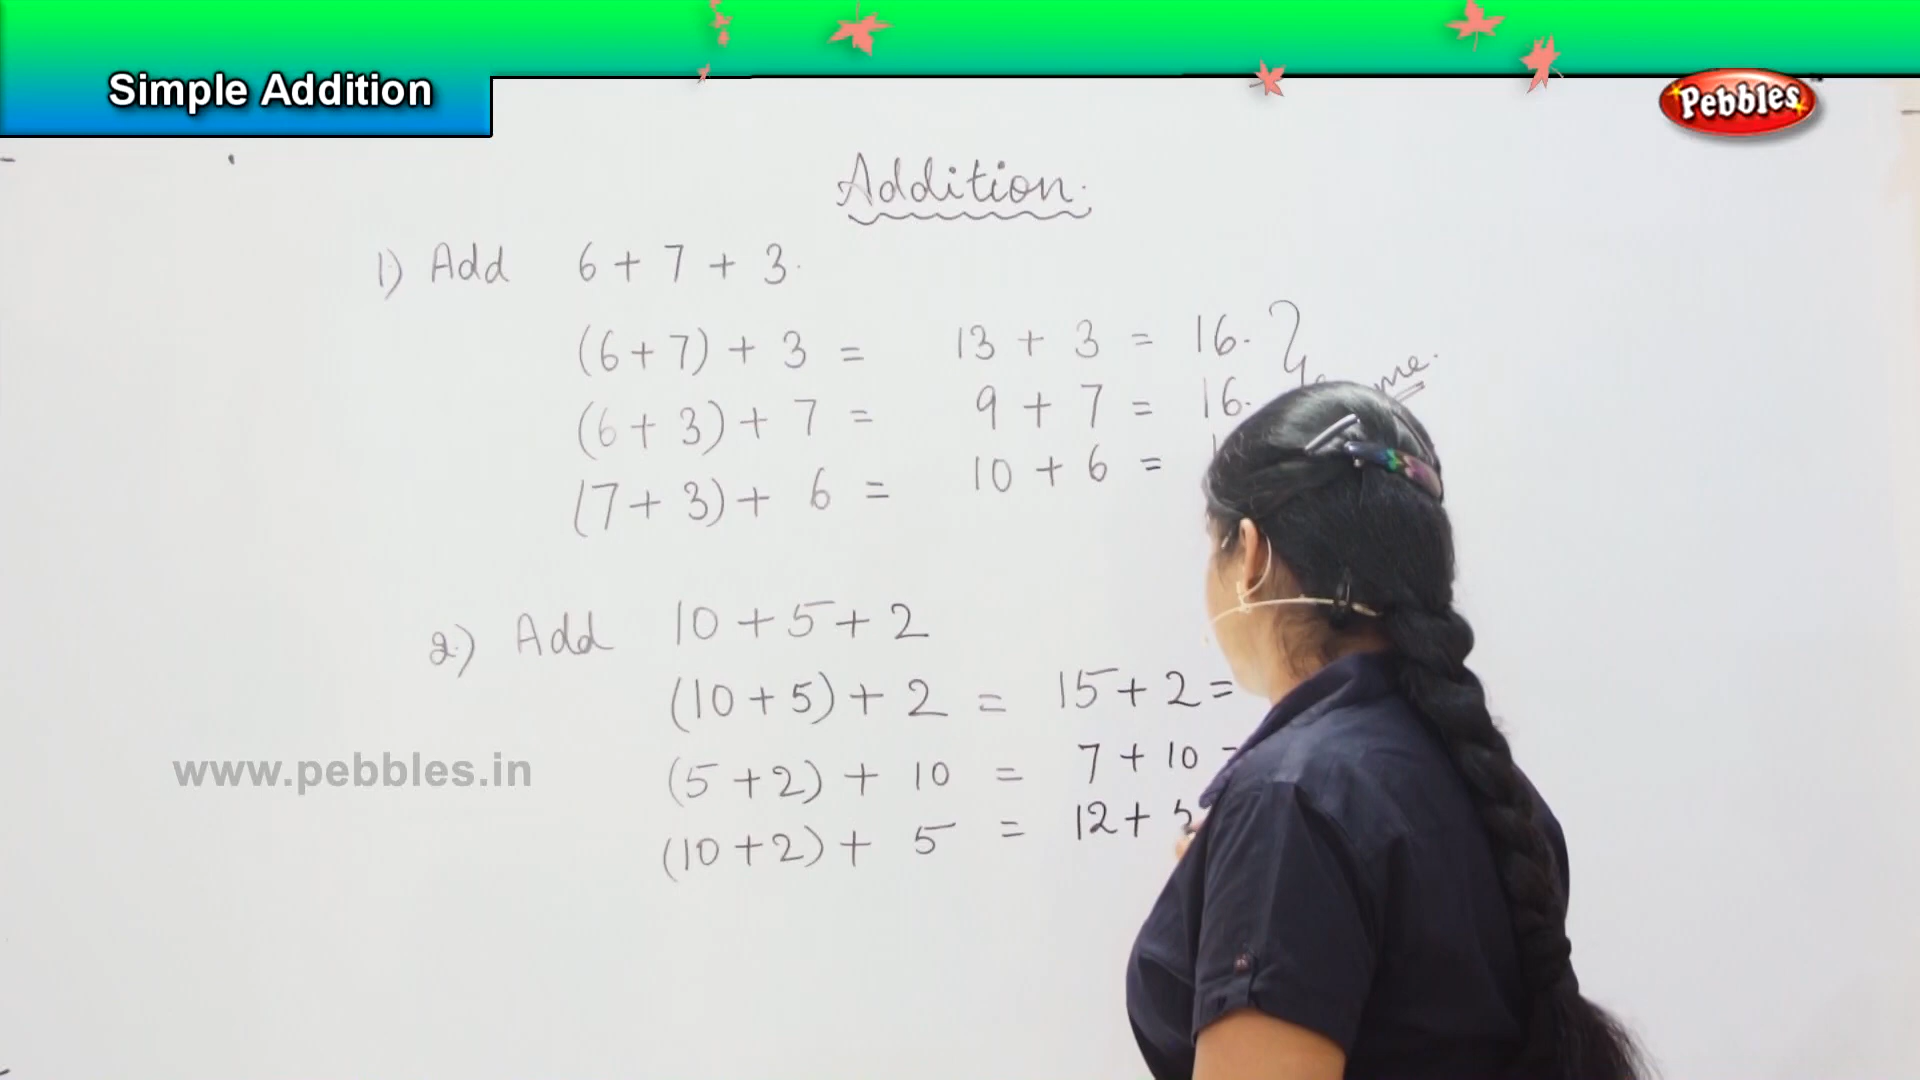 Simple Addition
Pebbles
Addition.
1) Add 6 + 7 + 3.
(6 + 7) + 3 = 13 + 3 = 16.
(6 + 3) + 7 = 9 + 7 = 16.
(7 + 3) + 6 = 10 + 6 =
2) Add 10 + 5 + 2
(10 + 5) + 2 = 15 + 2 =
www.pebbles.in
(5 + 2) + 10 = 7 + 10 =
(10 + 2) + 5 = 12 + 5